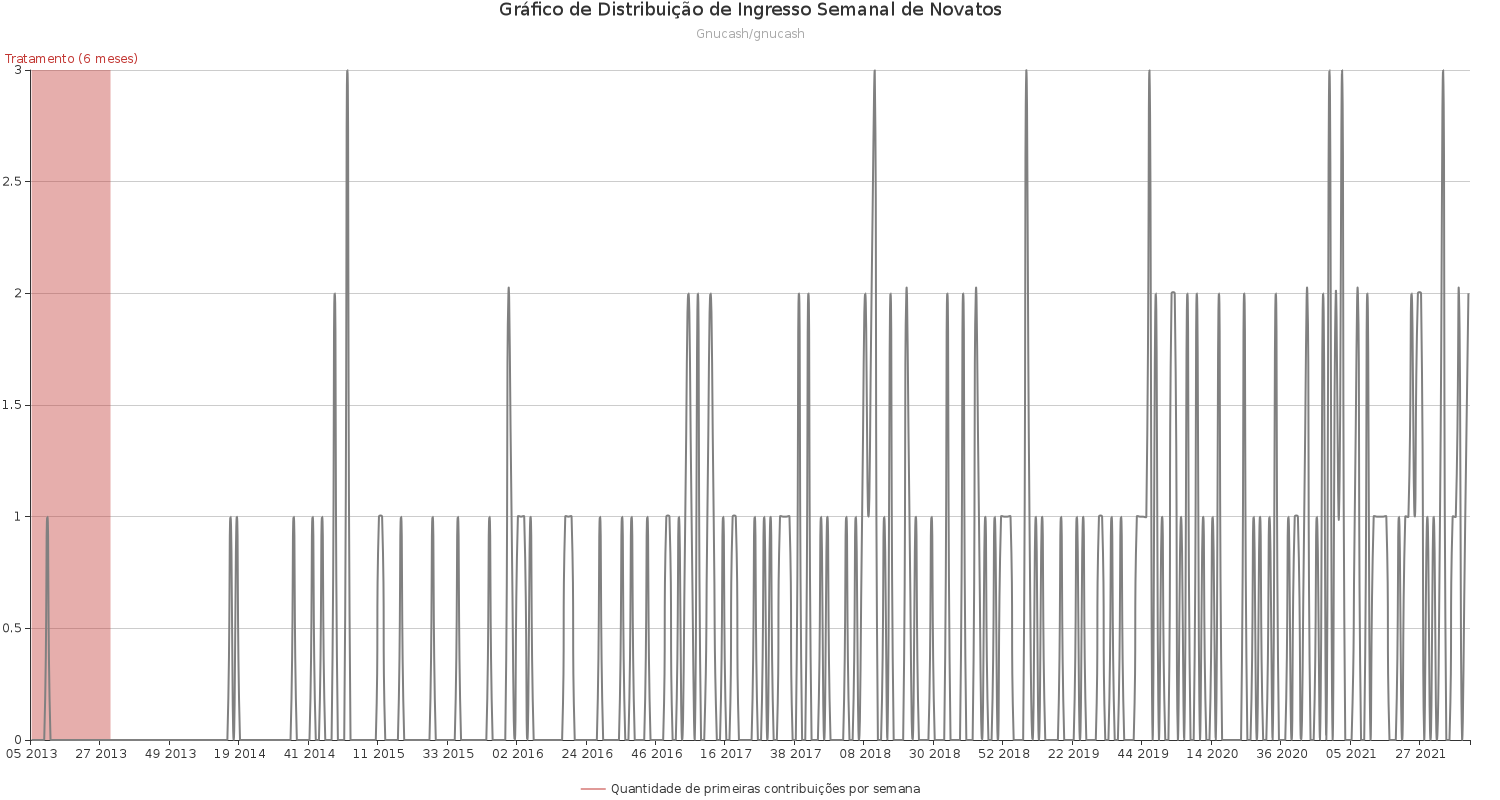 Gráfico de Distribuição de Ingresso Semanal de Novatos
Gnucash/gnucash
Tratamento (6 meses)
3
2.5
2
1.5
1
0.5
0
05 2013 27 2013 49 2013 19 2014 41 2014 11 2015 33 2015 02 2016 24 2016 46 2016 16 2017 38 2017 08 2018 30 2018 52 2018 22 2019 44 2019 14 2020 36 2020 05 2021 27 2021
Quantidade de primeiras contribuições por semana